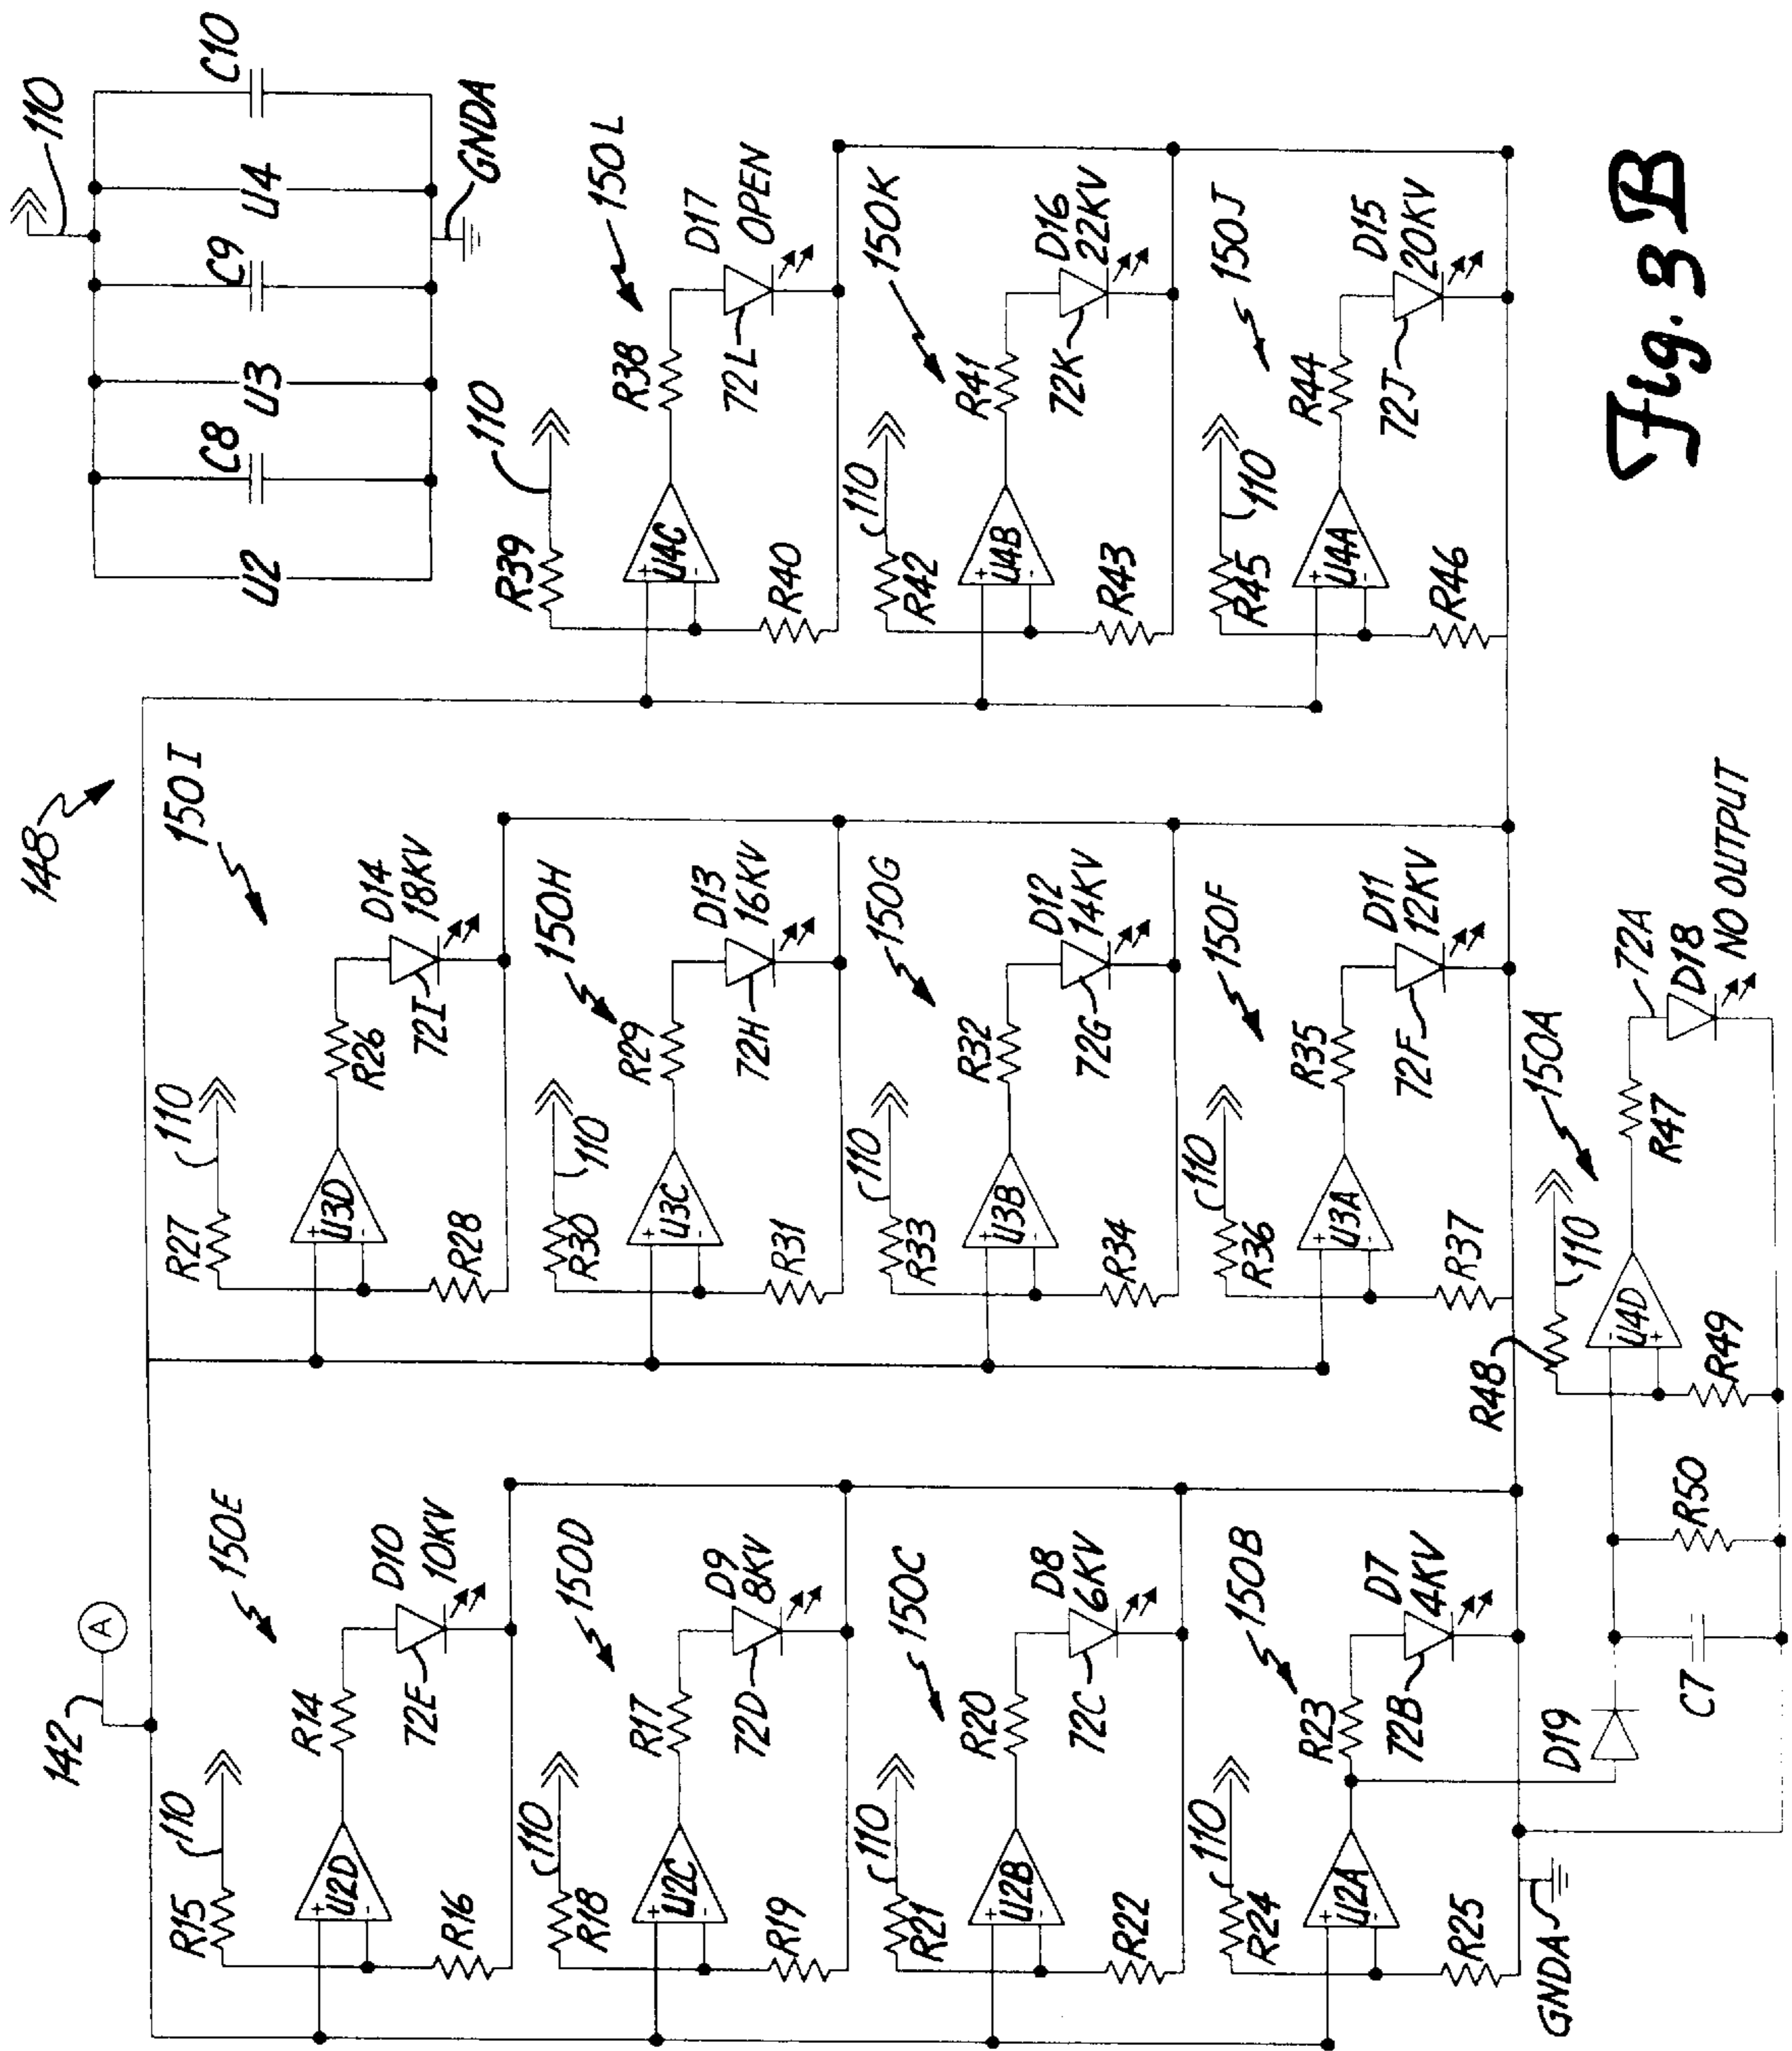 148
142
A
110
U2
C8
U3
C9
U4
C10
GNDA
R15
110
150E
U2D
R14
D10
10KV
72E
R16
R18
110
150D
U2C
R17
D9
8KV
72D
R19
R21
110
150C
U2B
R20
D8
6KV
72C
R22
R24
110
150B
U2A
R23
D7
4KV
72B
R25
GNDA
R27
110
150I
U3D
R26
D14
18KV
72I
R28
R30
110
150H
U3C
R29
D13
16KV
72H
R31
R33
110
150G
U3B
R32
D12
14KV
72G
R34
R36
110
150F
U3A
R35
D11
12KV
72F
R37
R39
110
150L
U4C
R38
D17
OPEN
72L
R40
R42
110
150K
U4B
R41
D16
22KV
72K
R43
R45
110
150J
U4A
R44
D15
20KV
72J
R46
D19
C7
R50
R48
110
150A
U4D
R47
72A
D18
NO OUTPUT
R49
Fig. 3B